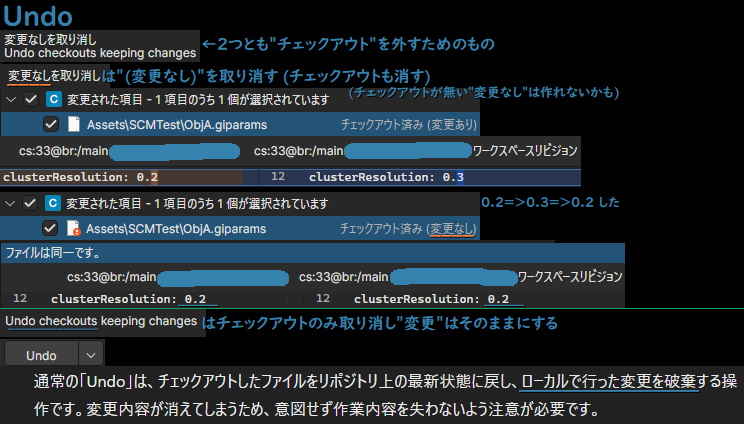 Undo
変更なしを取り消し
Undo checkouts keeping changes
←2つとも"チェックアウト"を外すためのもの
変更なしを取り消しは"(変更なし)"を取り消す (チェックアウトも消す)
(チェックアウトが無い"変更なし"は作れないかも)
C 変更された項目 - 1 項目のうち 1 個が選択されています
Assets\SCMTest\ObjA.giparams チェックアウト済み (変更あり)
cs:33@br:/main cs:33@br:/main ワークスペースリビジョン
clusterResolution: 0.2 12 clusterResolution: 0.3
C 変更された項目 - 1 項目のうち 1 個が選択されています 0.2=>0.3=>0.2 した
Assets\SCMTest\ObjA.giparams チェックアウト済み (変更なし)
ファイルは同一です。
cs:33@br:/main cs:33@br:/main ワークスペースリビジョン
12 clusterResolution: 0.2 12 clusterResolution: 0.2
Undo checkouts keeping changes はチェックアウトのみ取り消し"変更"はそのままにする
Undo
通常の「Undo」は、チェックアウトしたファイルをリポジトリ上の最新状態に戻し、ローカルで行った変更を破棄する操
作です。変更内容が消えてしまうため、意図せず作業内容を失わないよう注意が必要です。